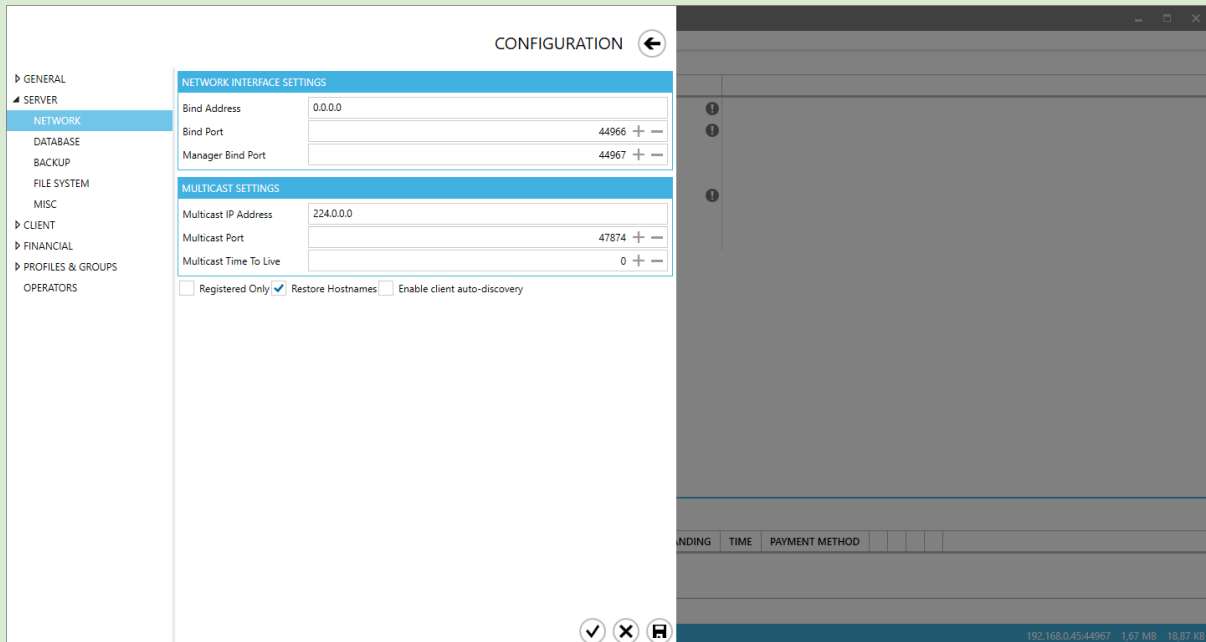 CONFIGURATION
GENERAL
SERVER
NETWORK
DATABASE
BACKUP
FILE SYSTEM
MISC
CLIENT
FINANCIAL
PROFILES & GROUPS
OPERATORS
NETWORK INTERFACE SETTINGS
Bind Address 0.0.0.0
Bind Port 44966
Manager Bind Port 44967
MULTICAST SETTINGS
Multicast IP Address 224.0.0.0
Multicast Port 47874
Multicast Time To Live 0
Registered Only Restore Hostnames Enable client auto-discovery
ANDING TIME PAYMENT METHOD
192.168.0.45:44967 1,67 MB 18,87 KB